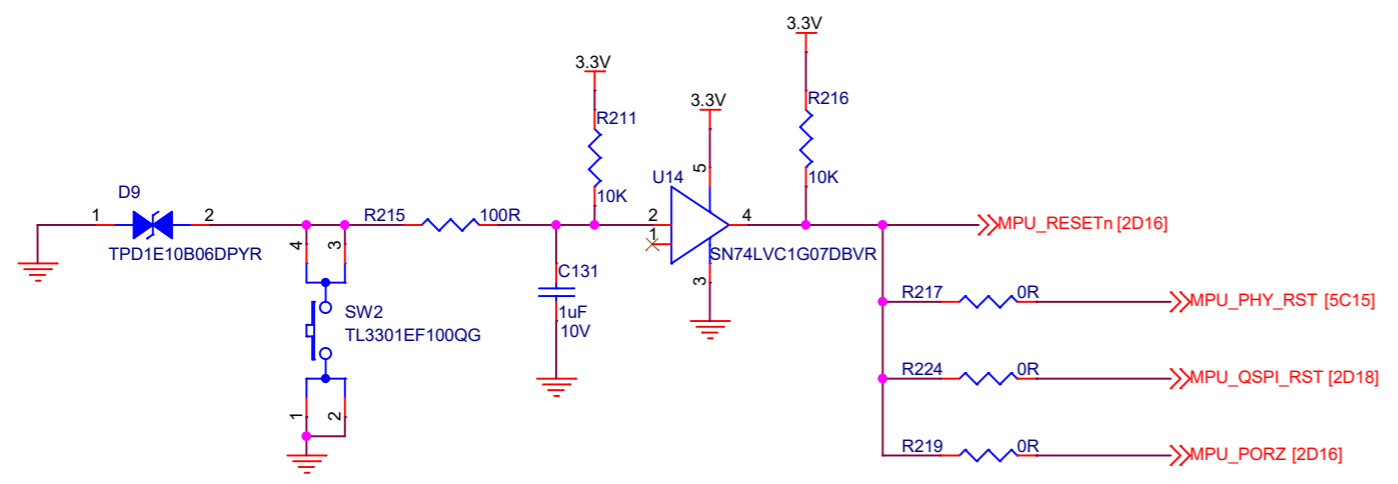 3.3V
3.3V
R216
R211
3.3V
5
10K
U14
10K
D9
1
2
R215
100R
2
1
4
MPU_RESETn [2D16]
TPD1E10B06DPYR
4
3
SN74LVC1G07DBVR
3
C131
1uF
10V
R217
0R
MPU_PHY_RST [5C15]
SW2
TL3301EF100QG
R224
0R
MPU_QSPI_RST [2D18]
1
2
R219
0R
MPU_PORZ [2D16]